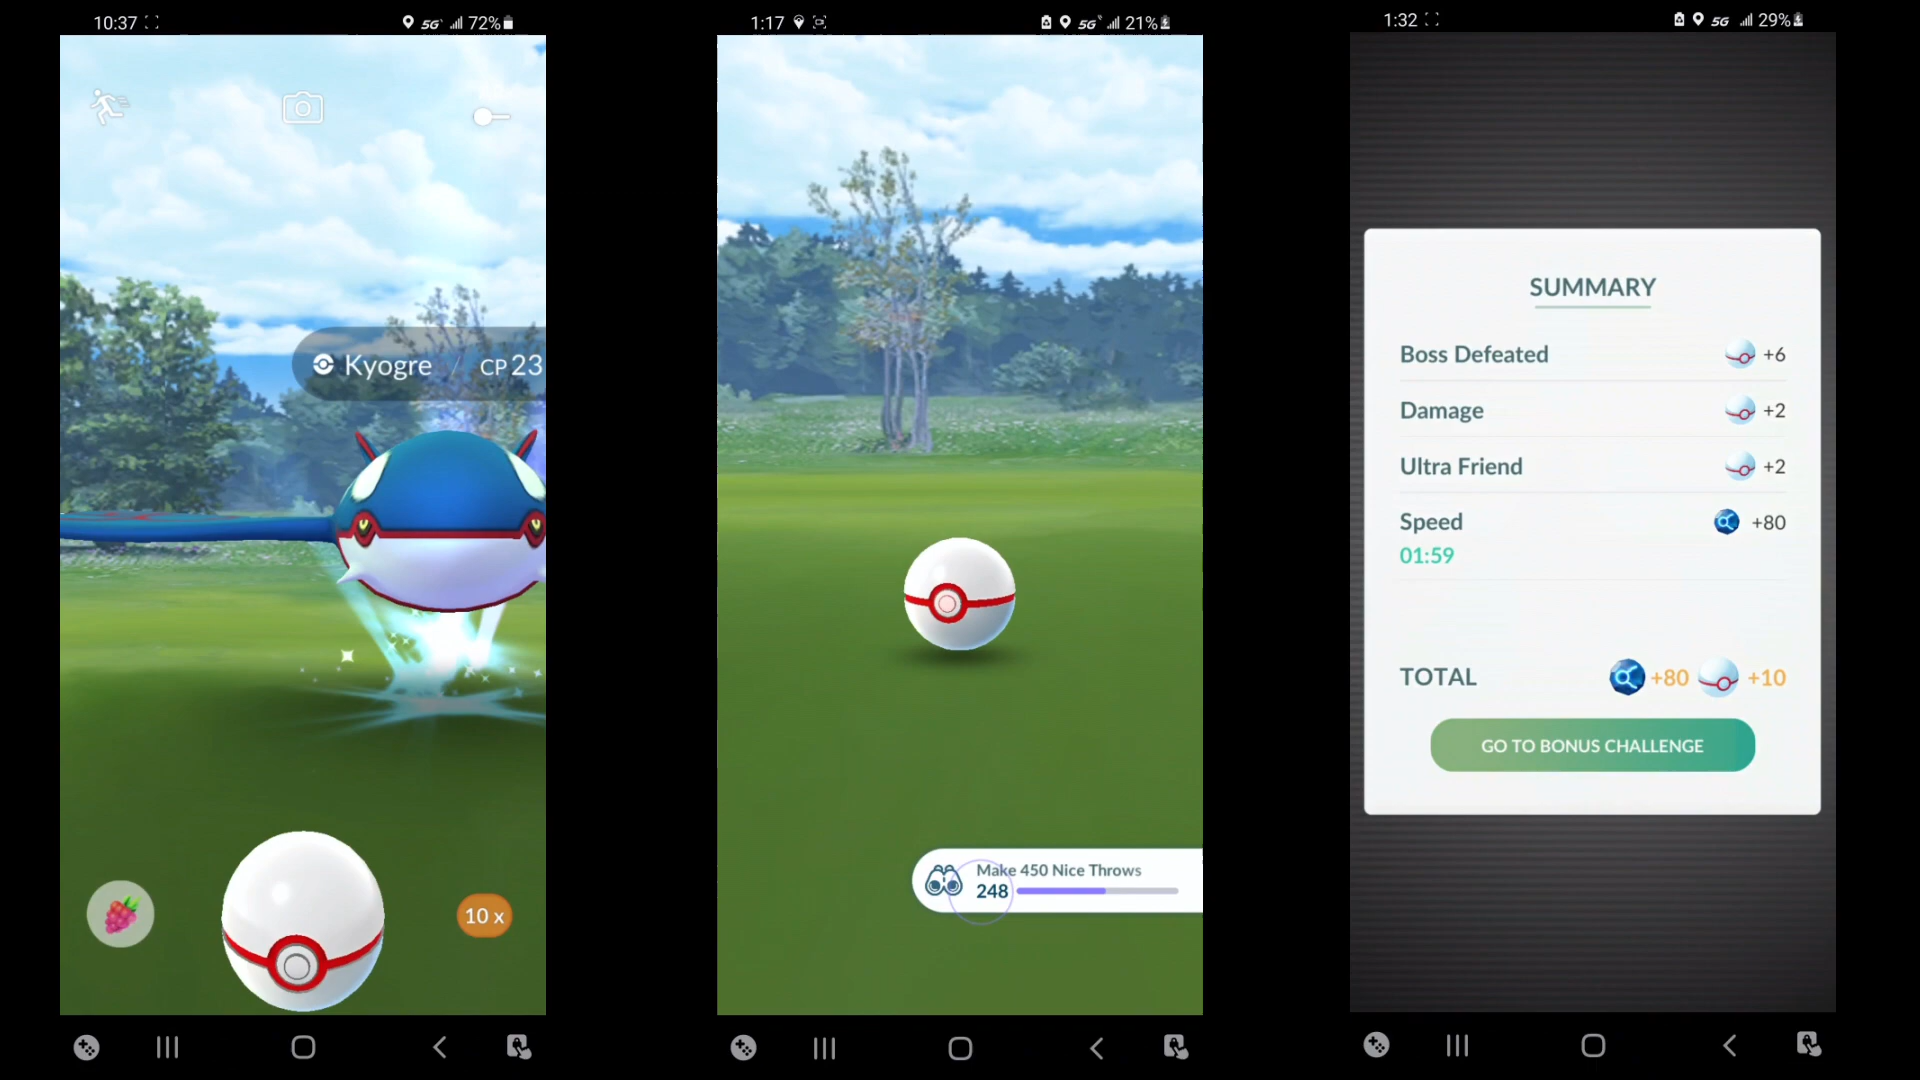 10:37
5G
72%
Kyogre / CP23
10 x
1:17
5G
21%
Make 450 Nice Throws
248
1:32
5G
29%
SUMMARY
Boss Defeated +6
Damage +2
Ultra Friend +2
Speed +80
01:59
TOTAL +80 +10
GO TO BONUS CHALLENGE